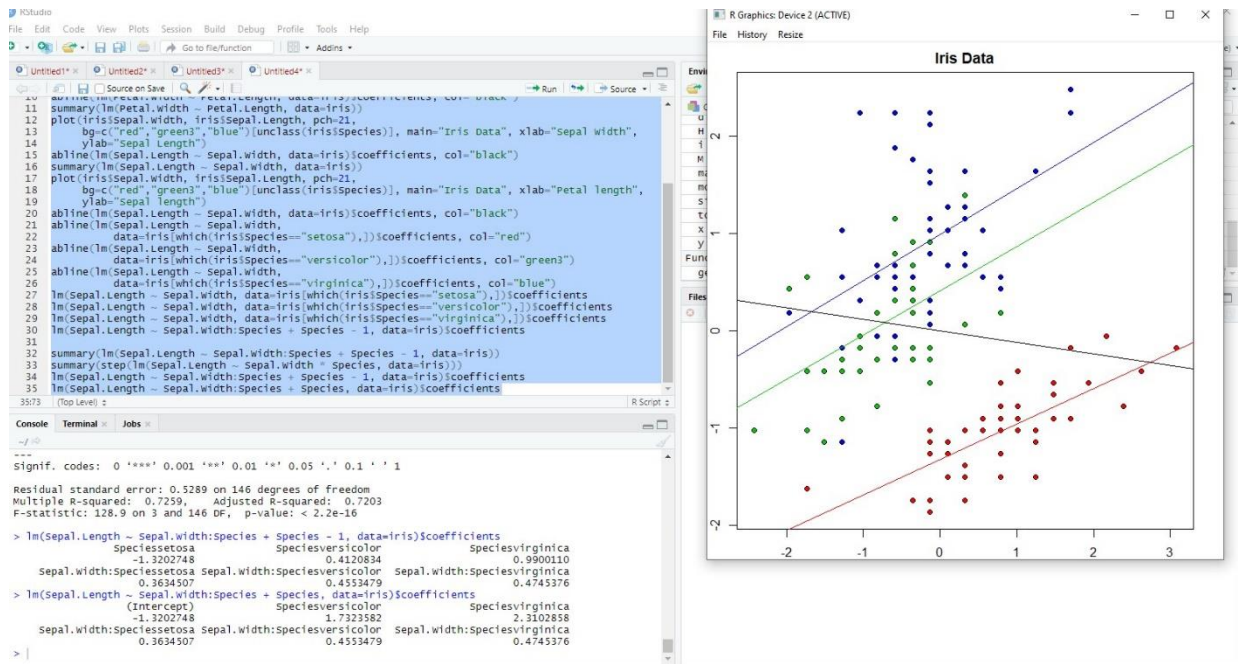 RStudio
File Edit Code View Plots Session Build Debug Profile Tools Help
Go to file/function Addins
Untitled1* × Untitled2* × Untitled3* × Untitled4* ×
Source on Save Run Source
10 abline(lm(Petal.Width ~ Petal.Length, data=iris)$coefficients, col="black")
11 summary(lm(Petal.Width ~ Petal.Length, data=iris))
12 plot(iris$Sepal.Width, iris$Sepal.Length, pch=21,
13 bg=c("red","green3","blue")[unclass(iris$Species)], main="Iris Data", xlab="Sepal Width",
14 ylab="Sepal Length")
15 abline(lm(Sepal.Length ~ Sepal.Width, data=iris)$coefficients, col="black")
16 summary(lm(Sepal.Length ~ Sepal.Width, data=iris))
17 plot(iris$Sepal.Width, iris$Sepal.Length, pch=21,
18 bg=c("red","green3","blue")[unclass(iris$Species)], main="Iris Data", xlab="Petal length",
19 ylab="Sepal length")
20 abline(lm(Sepal.Length ~ Sepal.Width, data=iris)$coefficients, col="black")
21 abline(lm(Sepal.Length ~ Sepal.Width,
22 data=iris[which(iris$Species=="setosa"),])$coefficients, col="red")
23 abline(lm(Sepal.Length ~ Sepal.Width,
24 data=iris[which(iris$Species=="versicolor"),])$coefficients, col="green3")
25 abline(lm(Sepal.Length ~ Sepal.Width,
26 data=iris[which(iris$Species=="virginica"),])$coefficients, col="blue")
27 lm(Sepal.Length ~ Sepal.Width, data=iris[which(iris$Species=="setosa"),])$coefficients
28 lm(Sepal.Length ~ Sepal.Width, data=iris[which(iris$Species=="versicolor"),])$coefficients
29 lm(Sepal.Length ~ Sepal.Width, data=iris[which(iris$Species=="virginica"),])$coefficients
30 lm(Sepal.Length ~ Sepal.Width:Species + Species - 1, data=iris)$coefficients
31
32 summary(lm(Sepal.Length ~ Sepal.Width:Species + Species - 1, data=iris))
33 summary(step(lm(Sepal.Length ~ Sepal.Width * Species, data=iris)))
34 lm(Sepal.Length ~ Sepal.Width:Species + Species - 1, data=iris)$coefficients
35 lm(Sepal.Length ~ Sepal.Width:Species + Species, data=iris)$coefficients
35:73 (Top Level) R Script
Console Terminal × Jobs ×
~/
---
Signif. codes: 0 ‘***’ 0.001 ‘**’ 0.01 ‘*’ 0.05 ‘.’ 0.1 ‘ ’ 1
Residual standard error: 0.5289 on 146 degrees of freedom
Multiple R-squared: 0.7259, Adjusted R-squared: 0.7203
F-statistic: 128.9 on 3 and 146 DF, p-value: < 2.2e-16
> lm(Sepal.Length ~ Sepal.Width:Species + Species - 1, data=iris)$coefficients
Speciessetosa Speciesversicolor Speciesvirginica
-1.3202748 0.4120834 0.9900110
Sepal.Width:Speciessetosa Sepal.Width:Speciesversicolor Sepal.Width:Speciesvirginica
0.3634507 0.4553479 0.4745376
> lm(Sepal.Length ~ Sepal.Width:Species + Species, data=iris)$coefficients
(Intercept) Speciesversicolor Speciesvirginica
-1.3202748 1.7323582 2.3102858
Sepal.Width:Speciessetosa Sepal.Width:Speciesversicolor Sepal.Width:Speciesvirginica
0.3634507 0.4553479 0.4745376
>
Envi
Func
Files
R Graphics: Device 2 (ACTIVE)
File History Resize
Iris Data
2
1
0
-1
-2
-2 -1 0 1 2 3